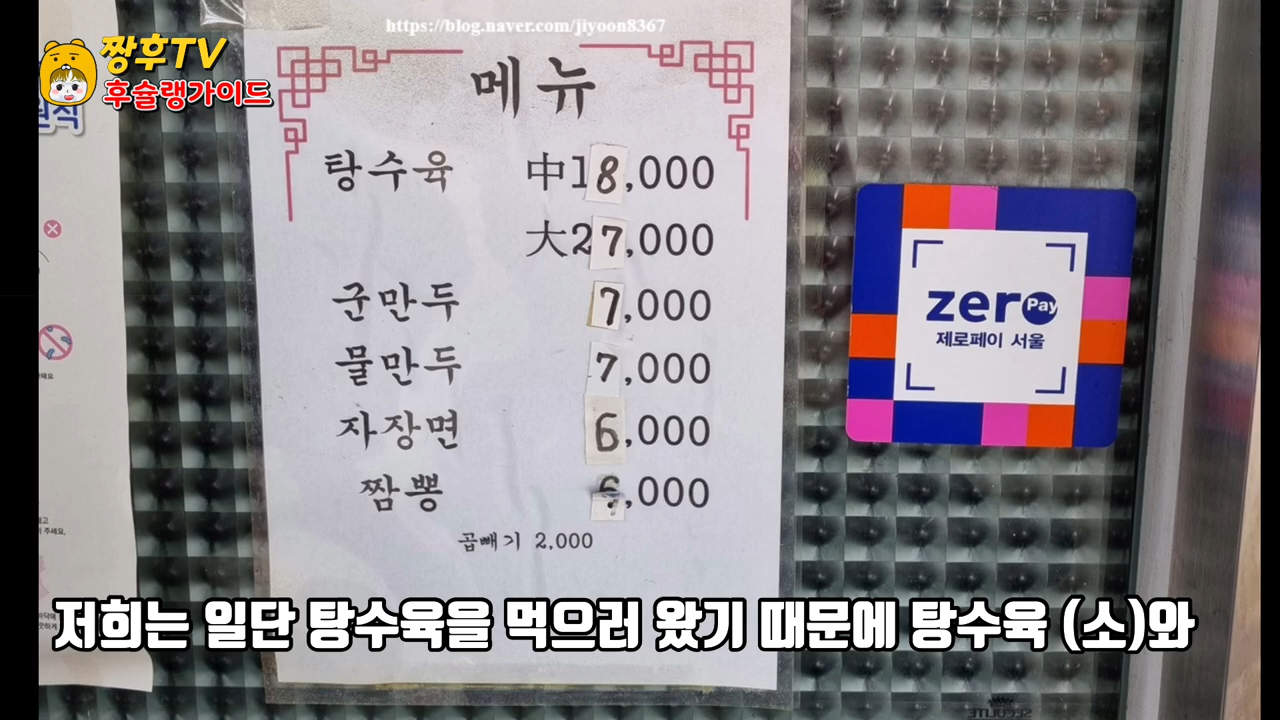 https://blog.naver.com/jiyoon8367
짱후TV
후슐랭가이드
메뉴
탕수육 中18,000
大27,000
군만두 7,000
물만두 7,000
자장면 6,000
짬뽕 6,000
곱빼기 2,000
zero Pay
제로페이 서울
저희는 일단 탕수육을 먹으러 왔기 때문에 탕수육 (소)와